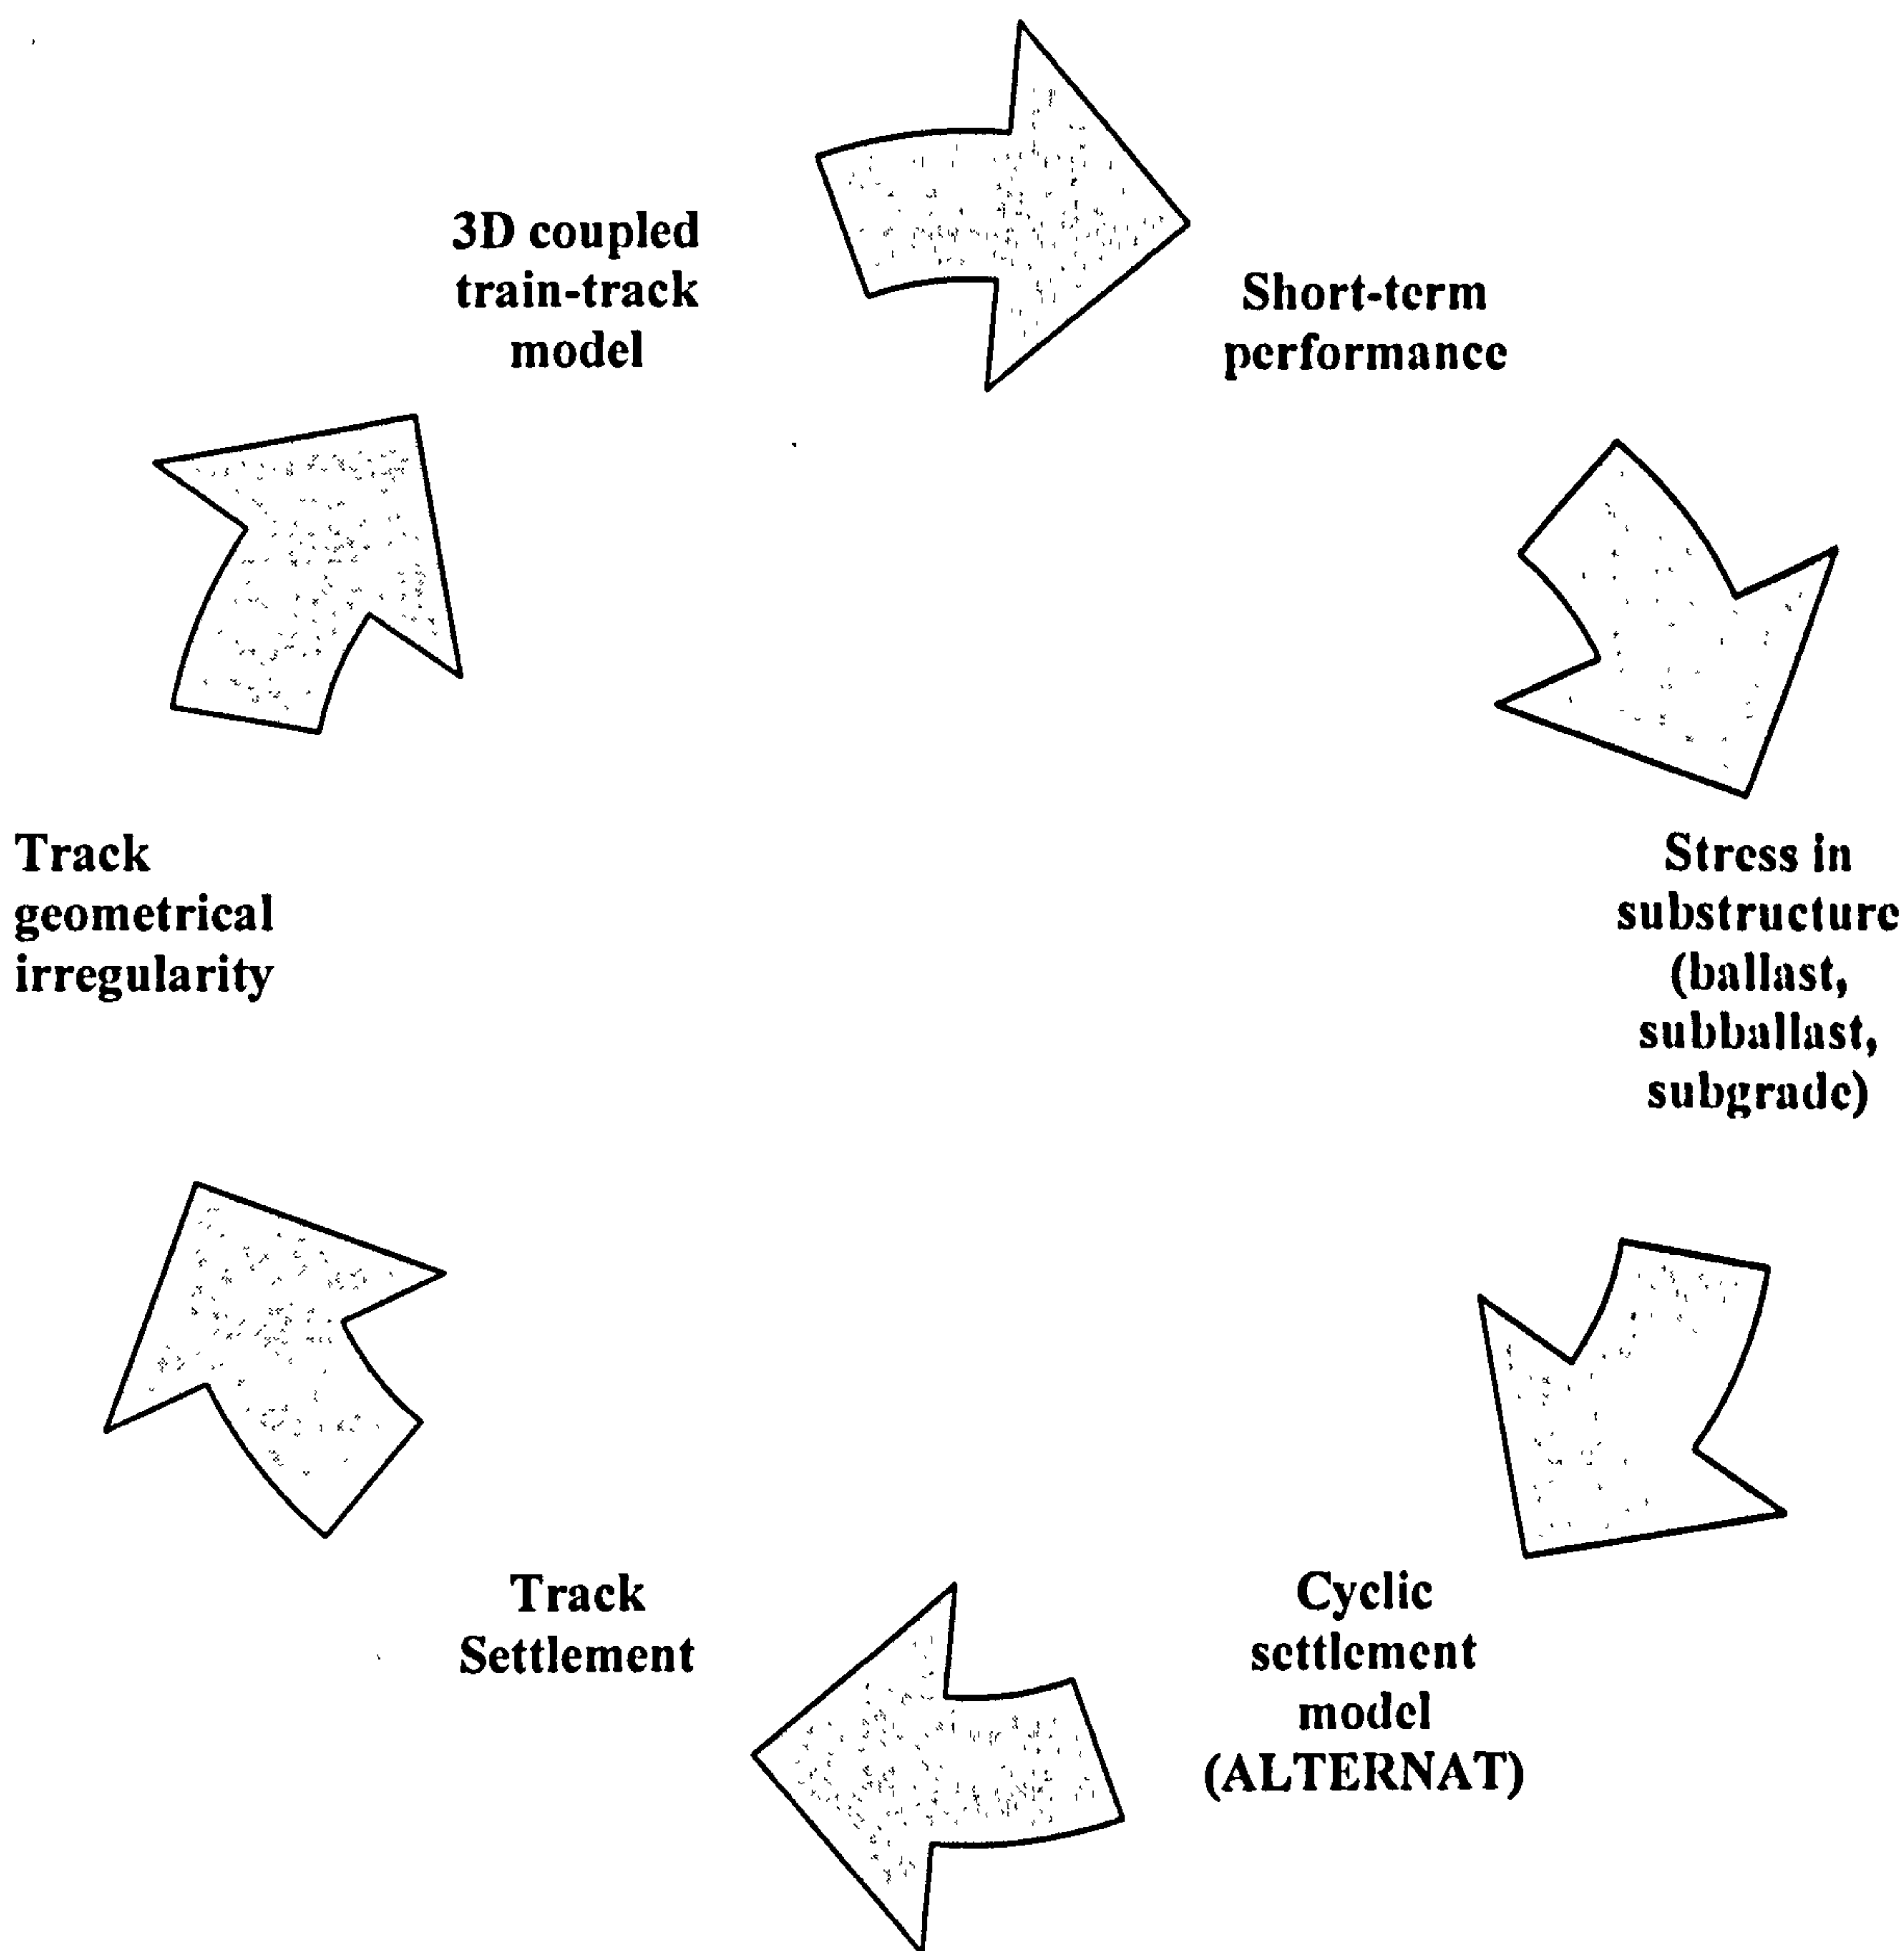 3D coupled
train-track
model
Short-term
performance
Track
geometrical
irregularity
Stress in
substructure
(ballast,
subballast,
subgrade)
Cyclic
settlement
model
(ALTERNAT)
Track
Settlement